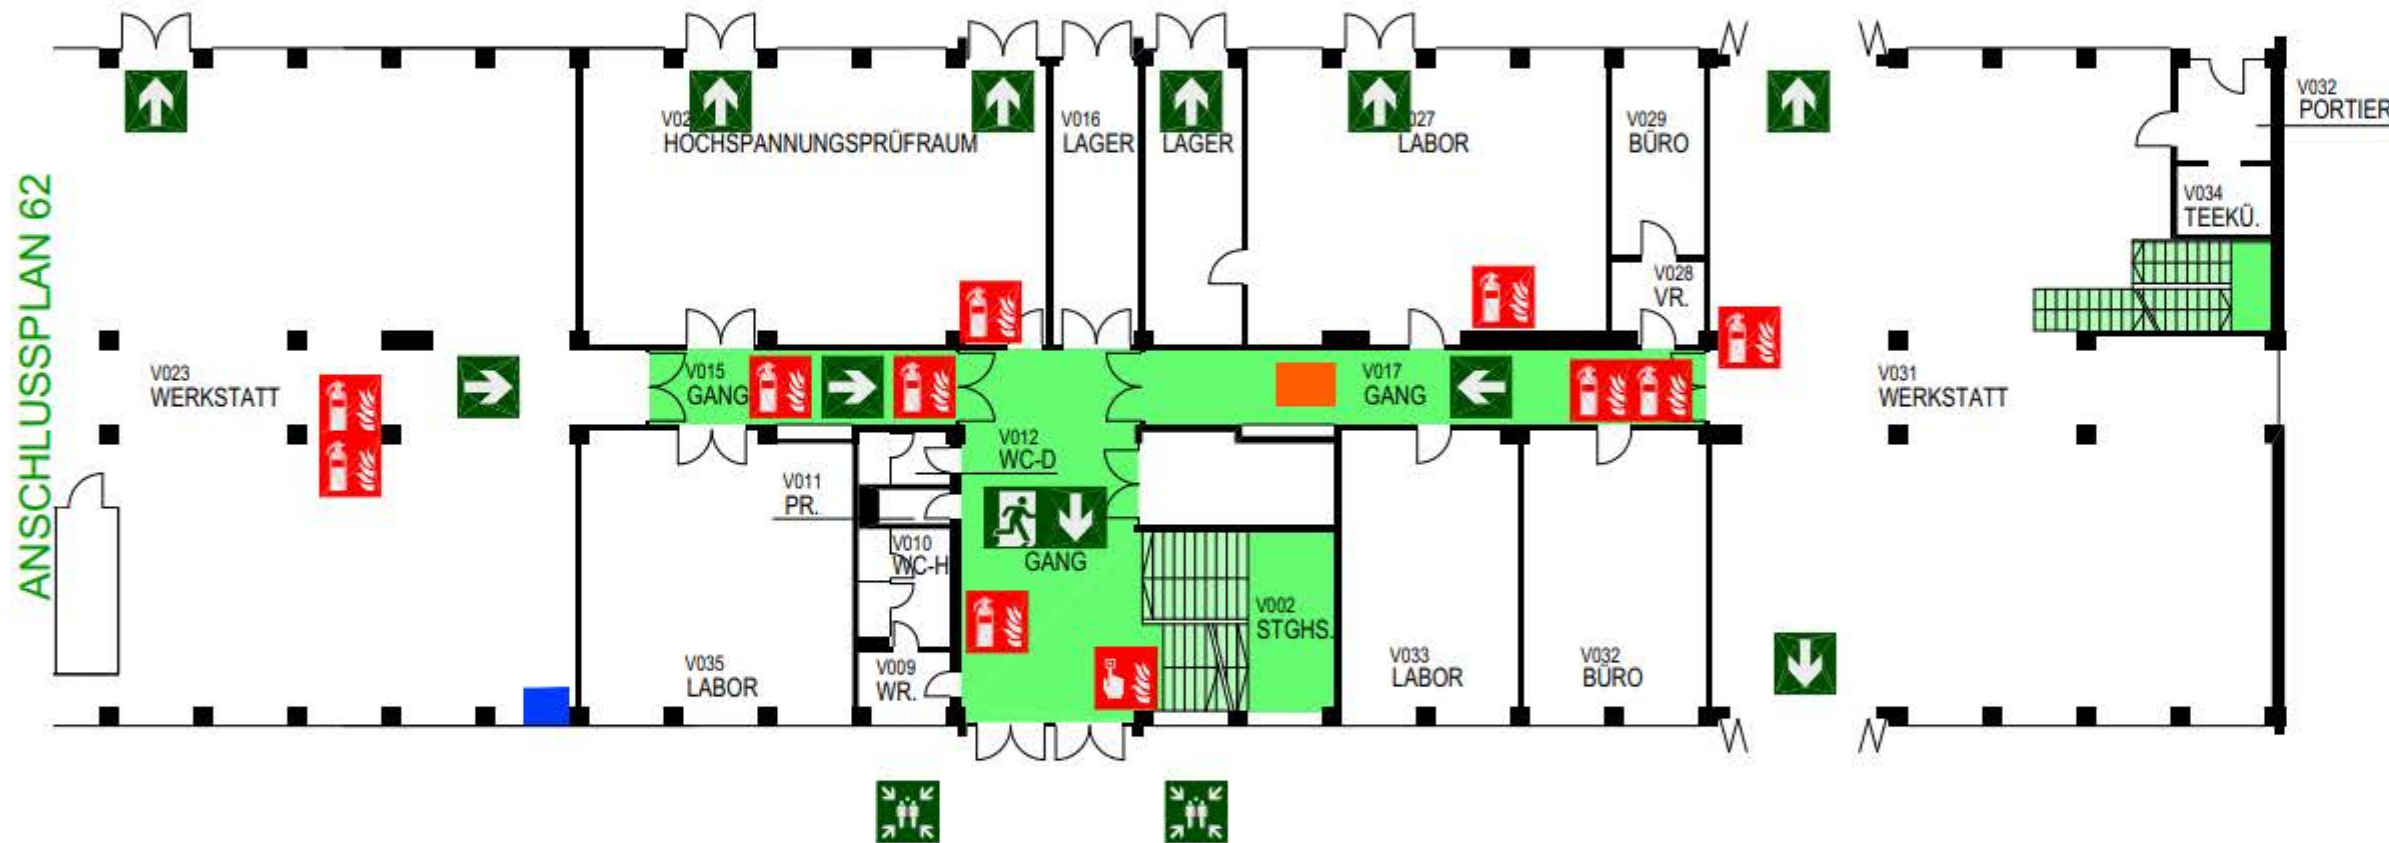 ANSCHLUSSPLAN 62
V02
HOCHSPANNUNGSPRÜFRAUM
V016
LAGER
LAGER
027
LABOR
V029
BÜRO
V032
PORTIER
V034
TEEKÜ.
V028
VR.
V023
WERKSTATT
V015
GANG
V017
GANG
V031
WERKSTATT
V012
WC-D
V011
PR.
V010
WC-H
GANG
V002
STGHS.
V035
LABOR
V009
WR.
V033
LABOR
V032
BÜRO